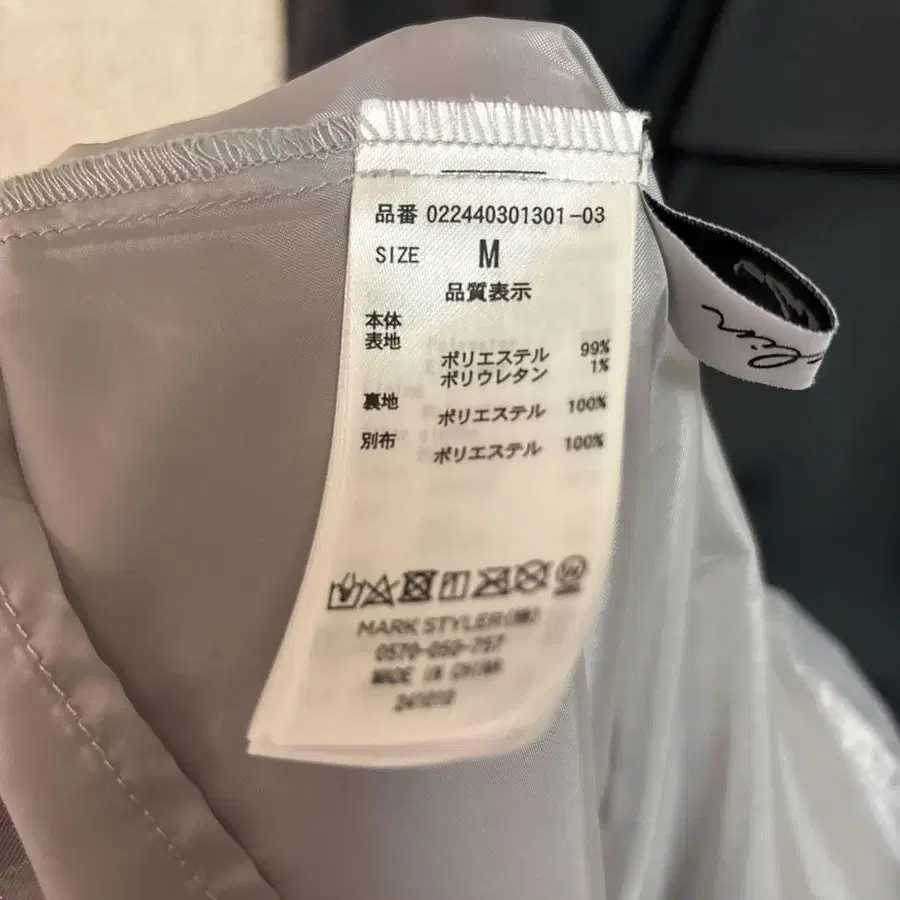 品番 022440301301-03
SIZE M
品質表示
本体
表地
ポリエステル 99%
ポリウレタン 1%
裏地 ポリエステル 100%
別布 ポリエステル 100%
MARK STYLER(株)
0570-050-757
MADE IN CHINA
241010